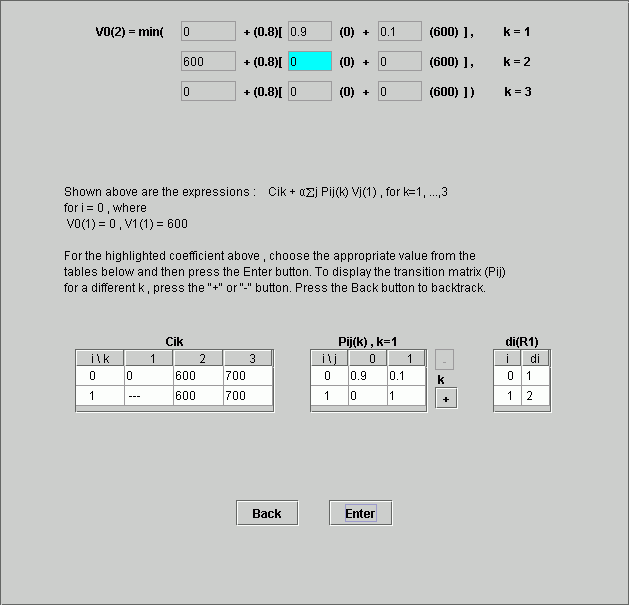 V0(2) = min( 0 + (0.8)[ 0.9 (0) + 0.1 (600) ] , k = 1
600 + (0.8)[ 0 (0) + 0 (600) ] , k = 2
0 + (0.8)[ 0 (0) + 0 (600) ] ) k = 3
Shown above are the expressions : Cik + α∑j Pij(k) Vj(1) , for k=1, ...,3
for i = 0 , where
V0(1) = 0 , V1(1) = 600
For the highlighted coefficient above , choose the appropriate value from the
tables below and then press the Enter button. To display the transition matrix (Pij)
for a different k , press the "+" or "-" button. Press the Back button to backtrack.
Cik Pij(k) , k=1 di(R1)
i \ k 1 2 3 i \ j 0 1 - i di
0 0 600 700 0 0.9 0.1 k 0 1
1 --- 600 700 1 0 1 + 1 2
Back Enter